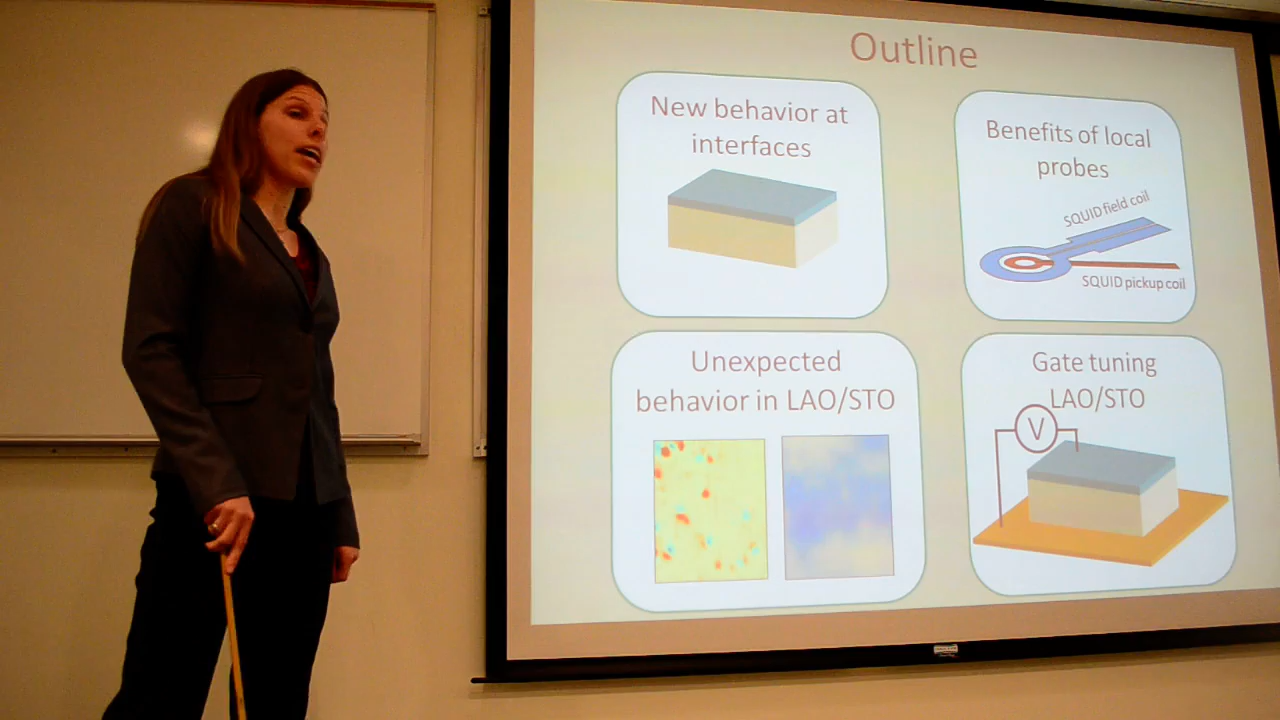 Outline
New behavior at
interfaces
Benefits of local
probes
SQUID field coil
SQUID pickup coil
Unexpected
behavior in LAO/STO
Gate tuning
LAO/STO
V